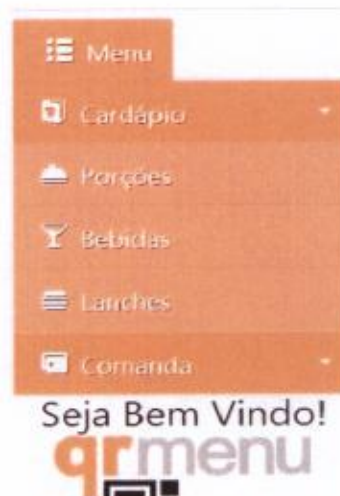 Menu
Cardápio
Porções
Bebidas
Lanches
Comanda
Seja Bem Vindo!
qrmenu